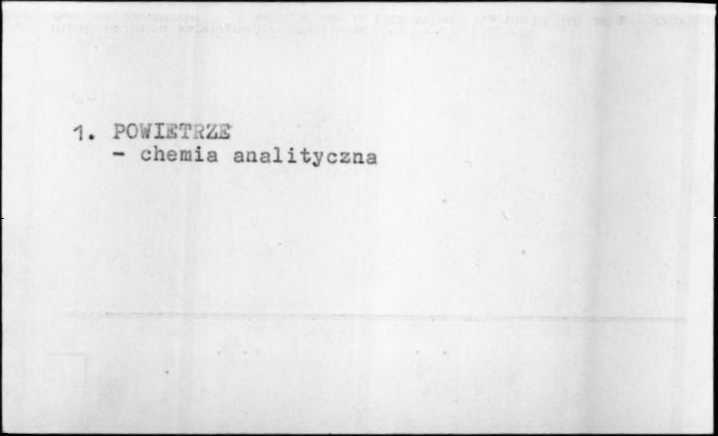 1. POWIETRZE
- chemia analityczna